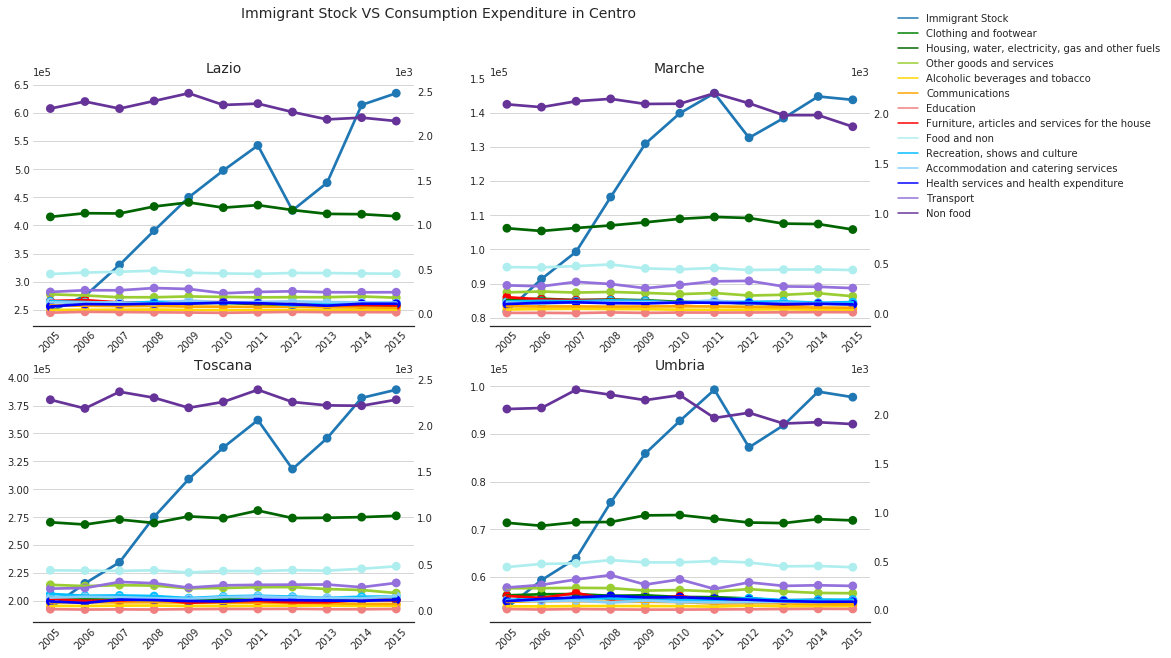 Immigrant Stock VS Consumption Expenditure in Centro
Immigrant Stock
Clothing and footwear
Housing, water, electricity, gas and other fuels
Other goods and services
Alcoholic beverages and tobacco
Communications
Education
Furniture, articles and services for the house
Food and non
Recreation, shows and culture
Accommodation and catering services
Health services and health expenditure
Transport
Non food
1e5 Lazio 1e3
6.5
6.0
5.5
5.0
4.5
4.0
3.5
3.0
2.5
2.5
2.0
1.5
1.0
0.5
0.0
2005 2006 2007 2008 2009 2010 2011 2012 2013 2014 2015
1e5 Marche 1e3
1.5
1.4
1.3
1.2
1.1
1.0
0.9
0.8
2.0
1.5
1.0
0.5
0.0
2005 2006 2007 2008 2009 2010 2011 2012 2013 2014 2015
1e5 Toscana 1e3
4.00
3.75
3.50
3.25
3.00
2.75
2.50
2.25
2.00
2.5
2.0
1.5
1.0
0.5
0.0
2005 2006 2007 2008 2009 2010 2011 2012 2013 2014 2015
1e5 Umbria 1e3
1.0
0.9
0.8
0.7
0.6
2.0
1.5
1.0
0.5
0.0
2005 2006 2007 2008 2009 2010 2011 2012 2013 2014 2015